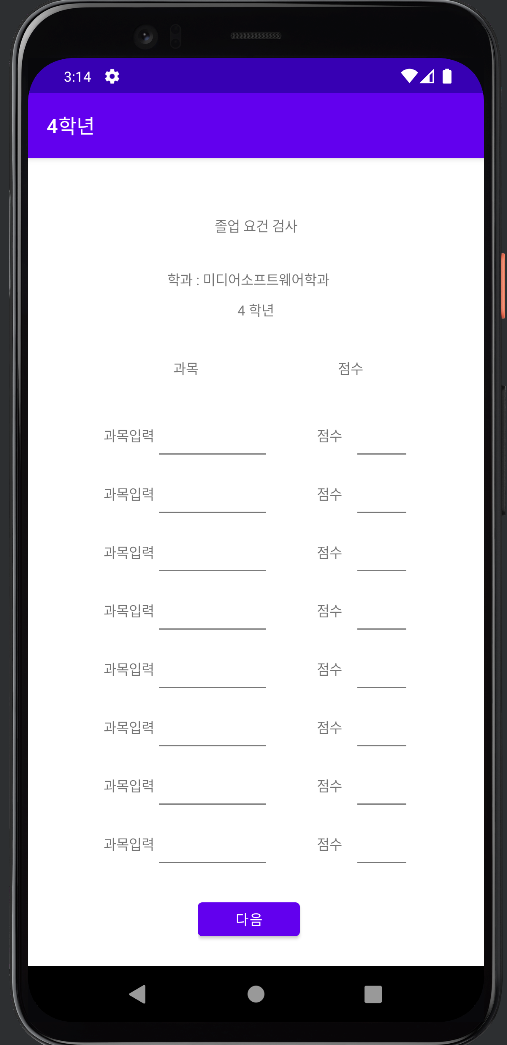 3:14
4학년
졸업 요건 검사
학과 : 미디어소프트웨어학과
4 학년
과목 점수
과목입력 점수
과목입력 점수
과목입력 점수
과목입력 점수
과목입력 점수
과목입력 점수
과목입력 점수
과목입력 점수
다음